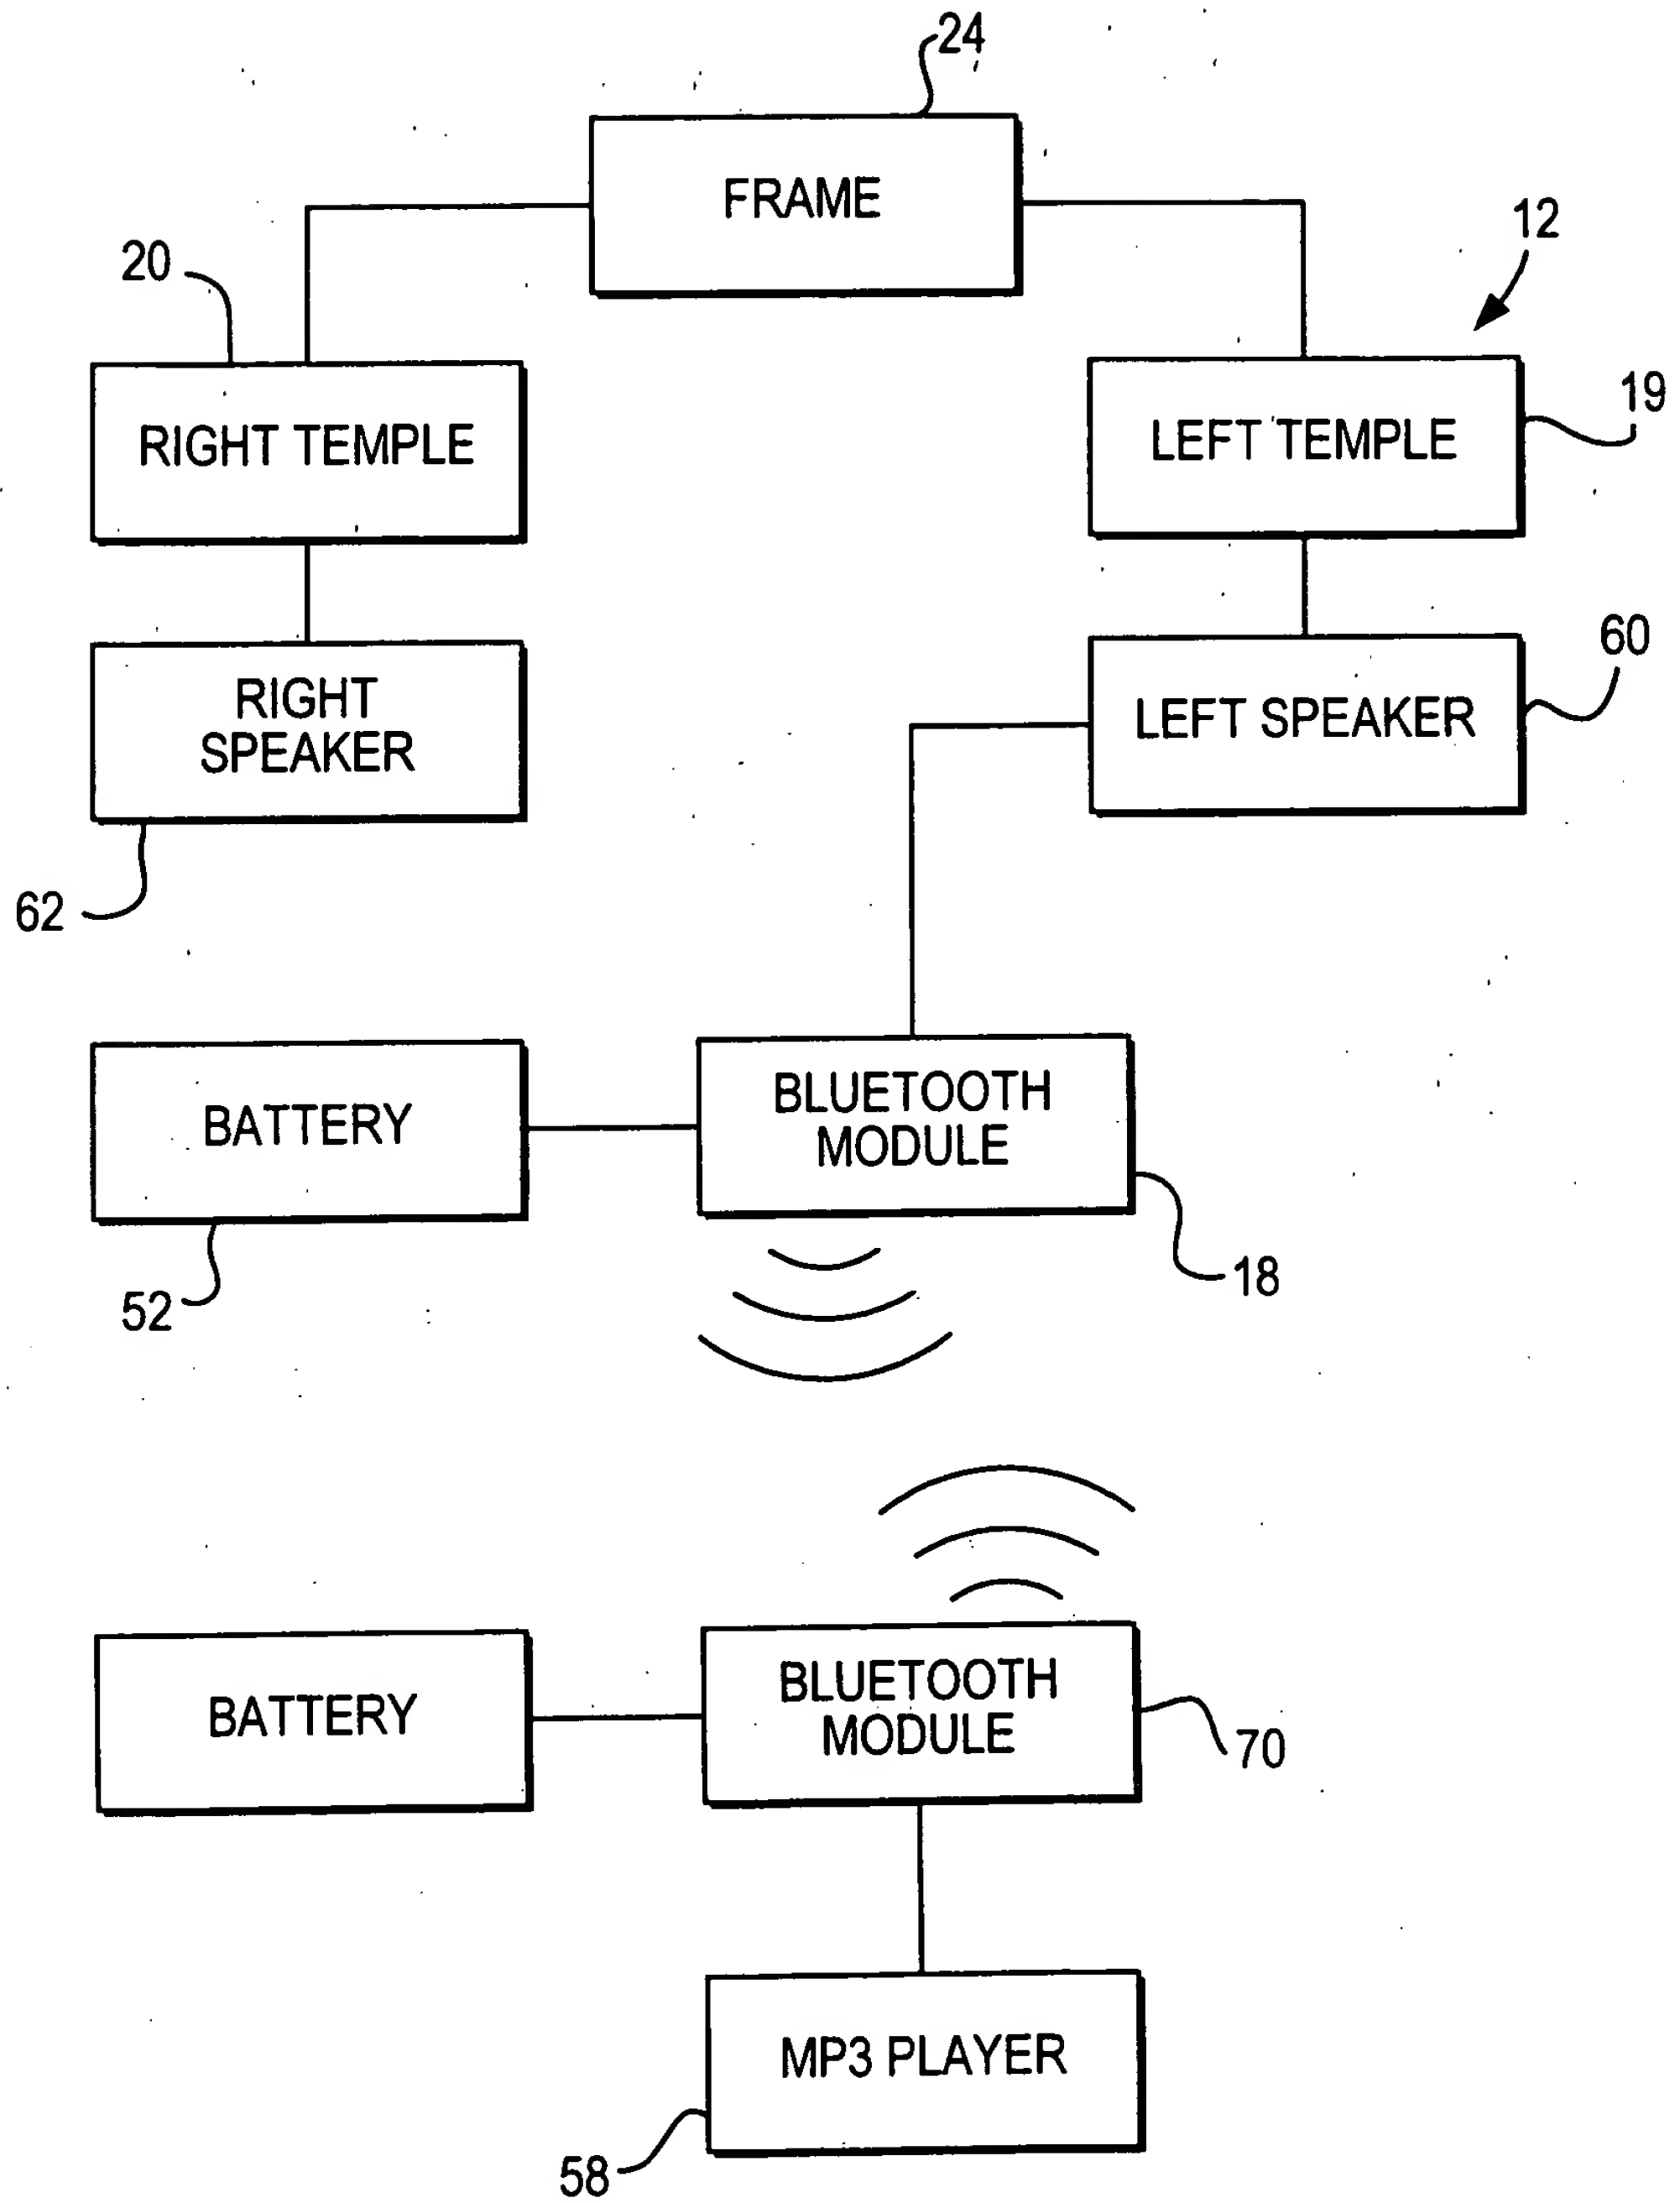 24
FRAME
12
20
RIGHT TEMPLE
LEFT TEMPLE
19
RIGHT
SPEAKER
LEFT SPEAKER
60
62
BATTERY
BLUETOOTH
MODULE
52
18
BATTERY
BLUETOOTH
MODULE
70
MP3 PLAYER
58